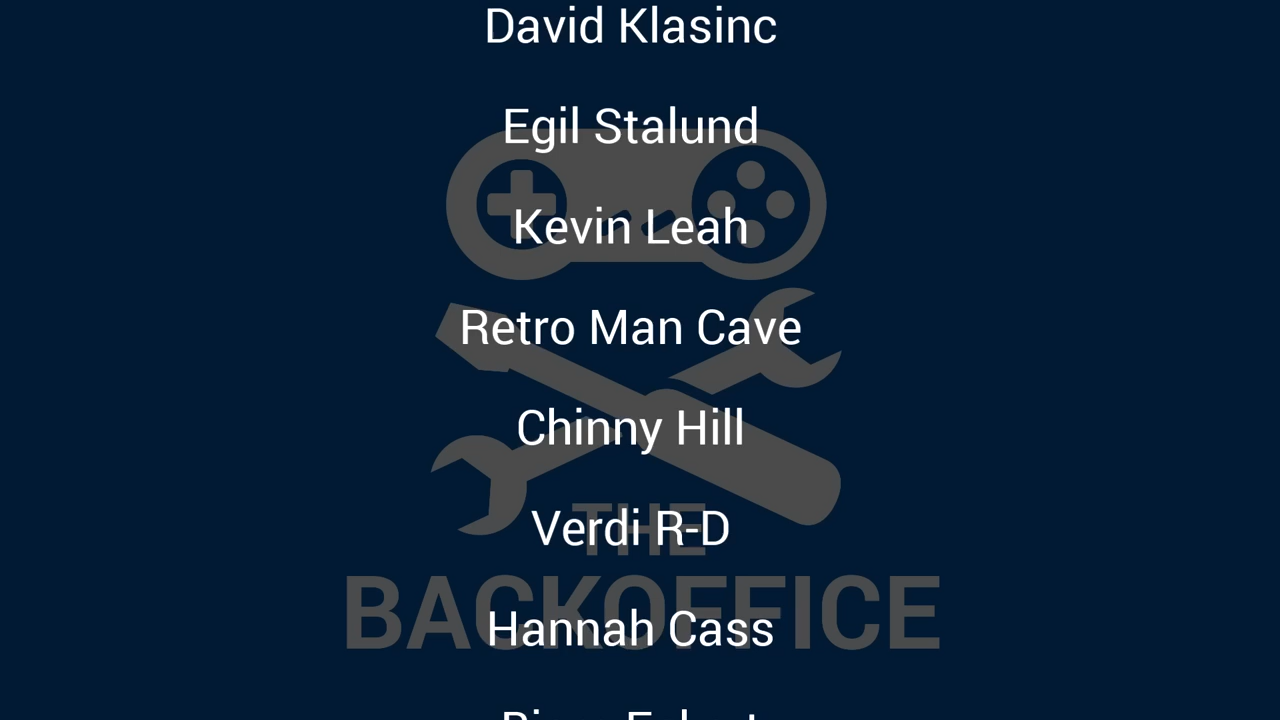 David Klasinc
Egil Stalund
Kevin Leah
Retro Man Cave
Chinny Hill
THE
Verdi R-D
BACKOFFICE
Hannah Cass